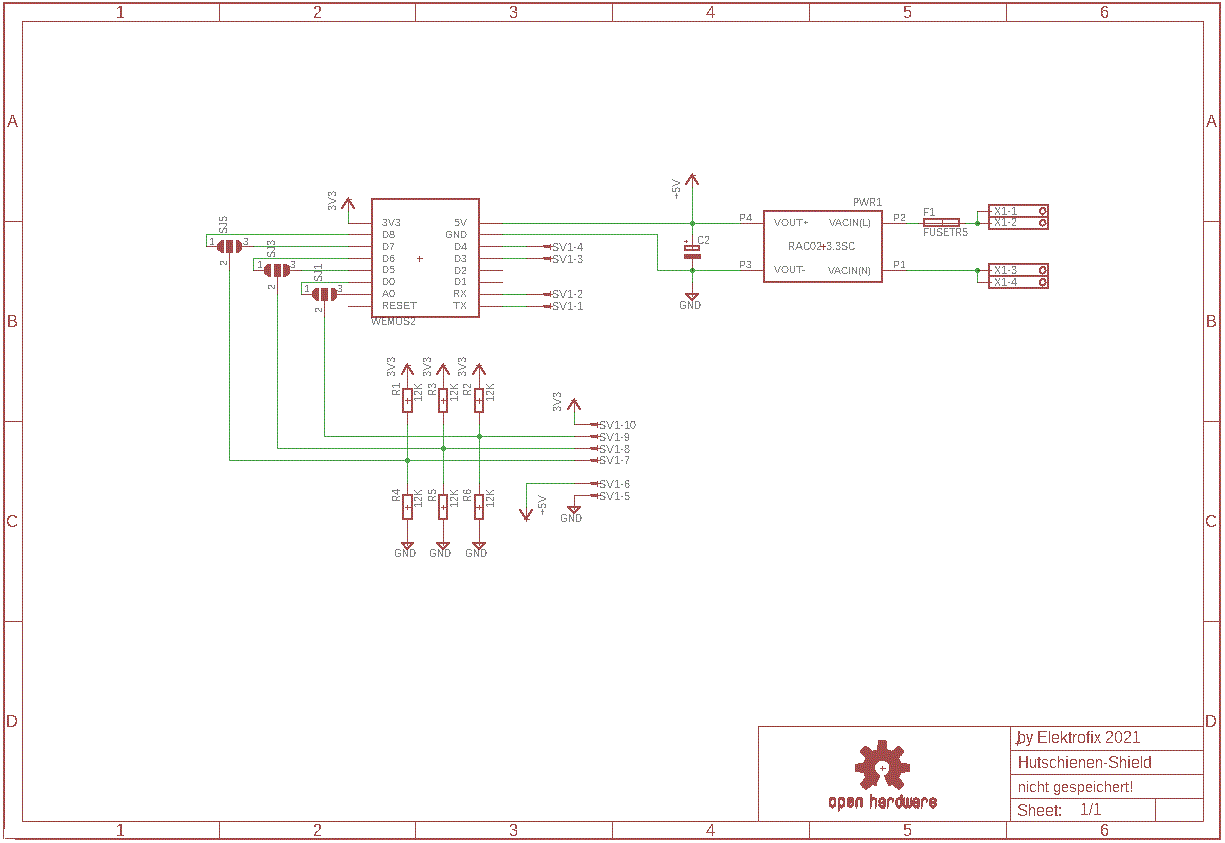 1 2 3 4 5 6
A A
B B
C C
D D
3V3
SJ5
1 3
2
SJ3
1 3
2
SJ1
1 3
2
3V3 5V
D8 GND
D7 D4
D6 D3
D5 D2
D0 D1
A0 RX
RESET TX
WEMOS2
SV1-4
SV1-3
SV1-2
SV1-1
+5V
C2
GND
P4
P3
PWR1
VOUT+ VAC/IN(L)
RAC02-3.3SC
VOUT- VAC/IN(N)
P2
P1
F1
FUSETR5
X1-1
X1-2
X1-3
X1-4
3V3 3V3 3V3
R1 12K R3 12K R2 12K
3V3
SV1-10
SV1-9
SV1-8
SV1-7
SV1-6
SV1-5
+5V
GND
R4 12K R5 12K R6 12K
GND GND GND
open hardware
by Elektrofix 2021
Hutschienen-Shield
nicht gespeichert!
Sheet: 1/1
1 2 3 4 5 6